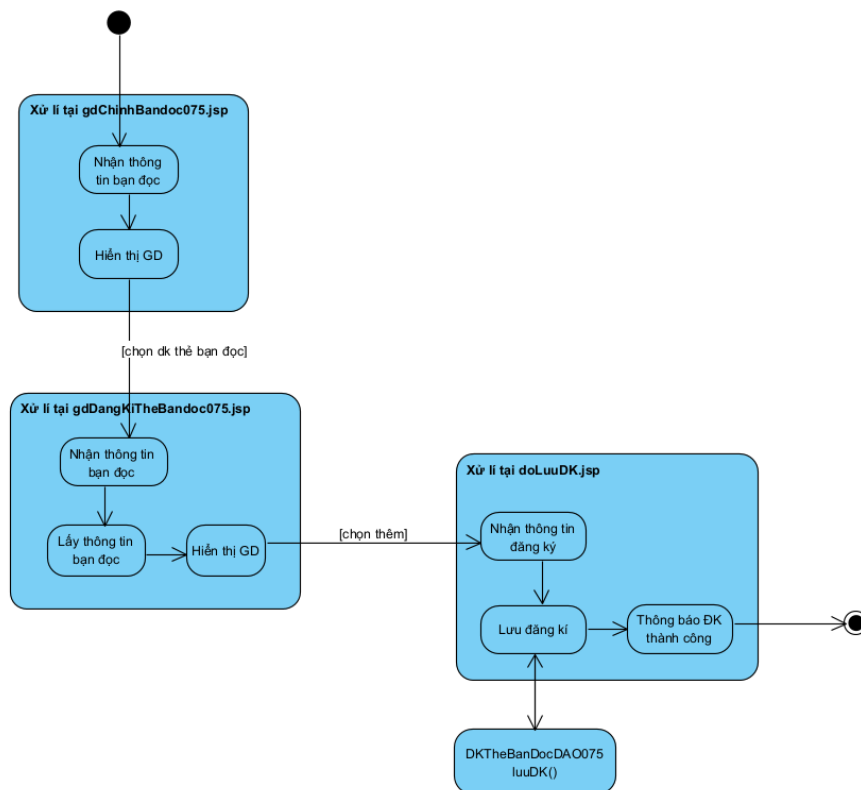 Xử lí tại gdChinhBandoc075.jsp
Nhận thông
tin bạn đọc
Hiển thị GD
[chọn dk thẻ bạn đọc]
Xử lí tại gdDangKiTheBandoc075.jsp
Nhận thông tin
bạn đọc
Lấy thông tin
bạn đọc
Hiển thị GD
[chọn thêm]
Xử lí tại doLuuDK.jsp
Nhận thông tin
đăng ký
Lưu đăng kí
Thông báo ĐK
thành công
DKTheBanDocDAO075
luuDK()